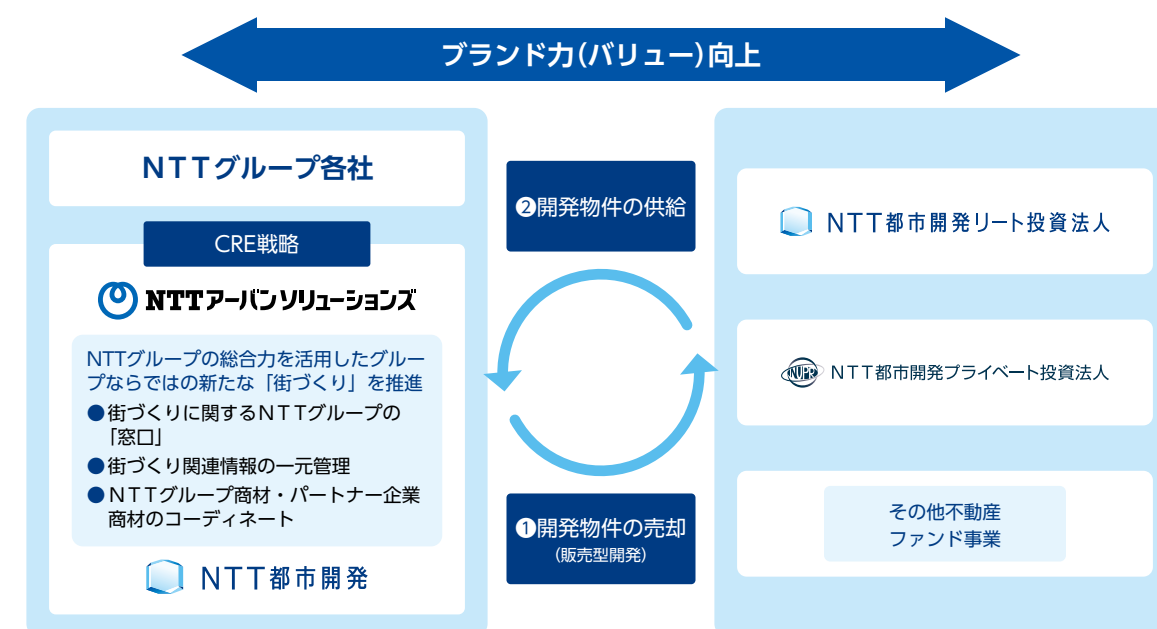 ブランド力(バリュー)向上
NTTグループ各社
CRE戦略
NTTアーバンソリューションズ
NTTグループの総合力を活用したグルー
プならではの新たな「街づくり」を推進
●街づくりに関するNTTグループの
「窓口」
●街づくり関連情報の一元管理
●NTTグループ商材・パートナー企業
商材のコーディネート
NTT都市開発
❷開発物件の供給
❶開発物件の売却
(販売型開発)
NTT都市開発リート投資法人
NUPR NTT都市開発プライベート投資法人
その他不動産
ファンド事業